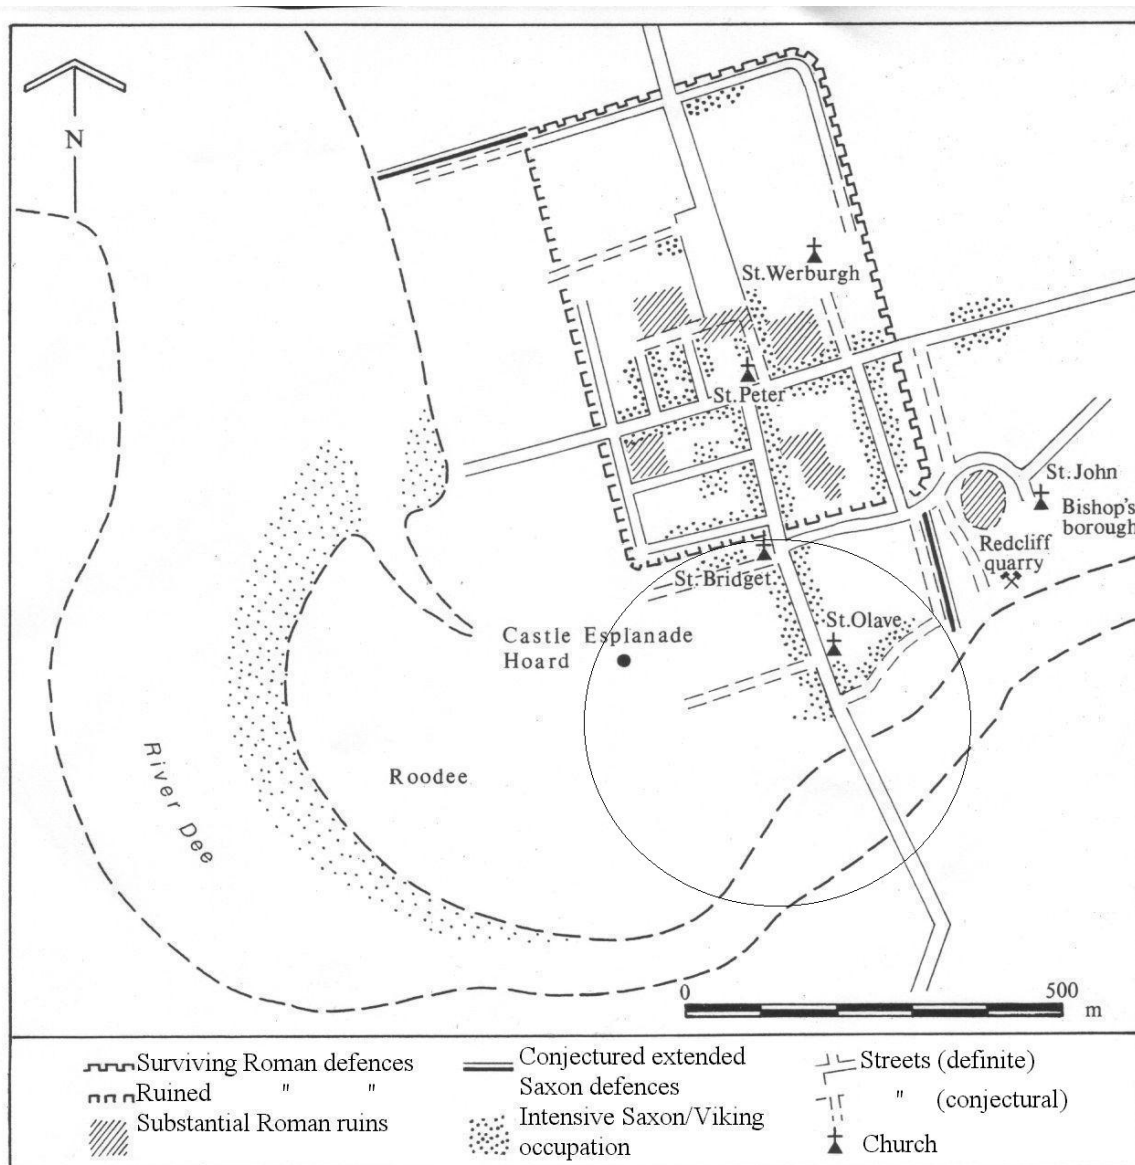 N
St.Werburgh
St.Peter
St.John
Bishop's
borough
Redcliff
quarry
St.Bridget
St.Olave
Castle Esplanade
Hoard
Roodee
River Dee
0 500
m
Surviving Roman defences
Ruined " "
Substantial Roman ruins
Conjectured extended
Saxon defences
Intensive Saxon/Viking
occupation
Streets (definite)
" (conjectural)
Church